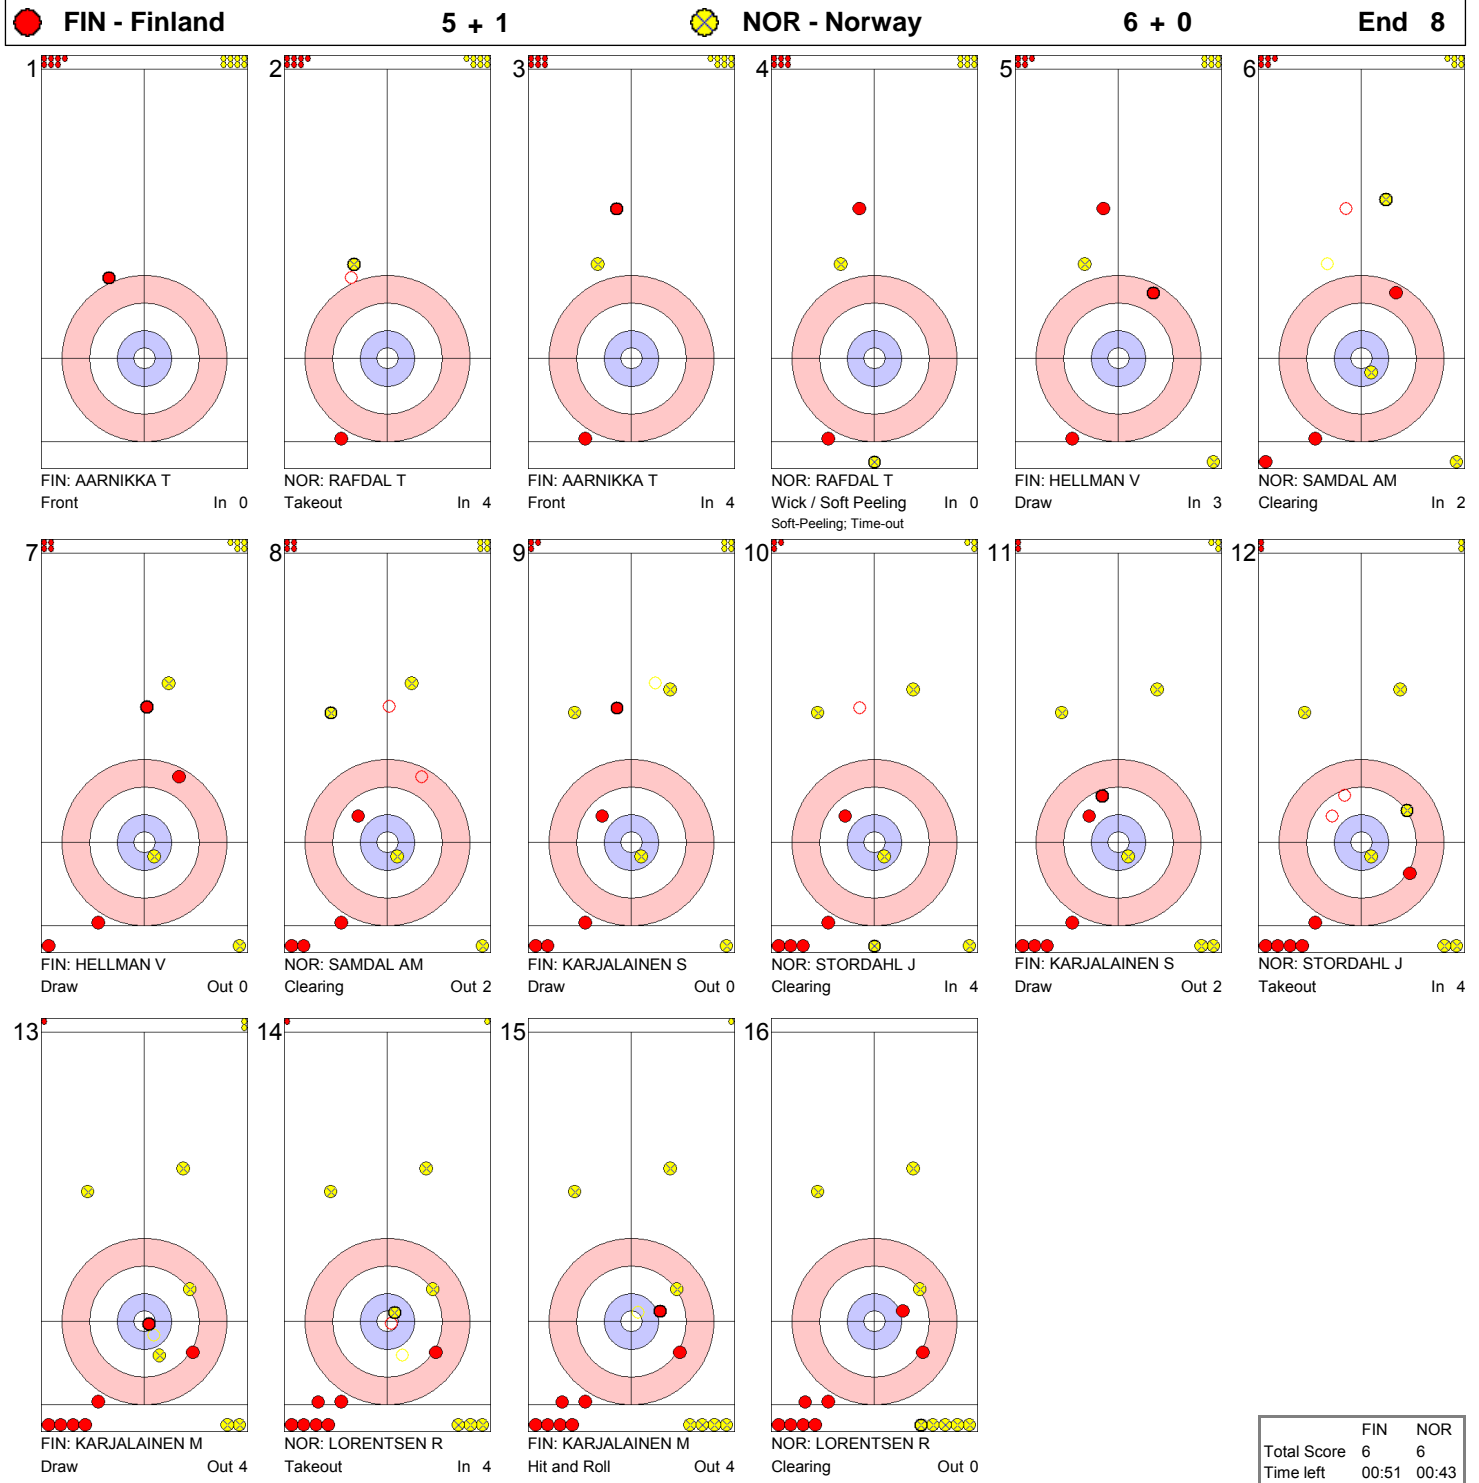 FIN - Finland 5 + 1 NOR - Norway 6 + 0 End 8
1 2 3 4 5 6
FIN: AARNIKKA T NOR: RAFDAL T FIN: AARNIKKA T NOR: RAFDAL T FIN: HELLMAN V NOR: SAMDAL AM
Front In 0 Takeout In 4 Front In 4 Wick / Soft Peeling In 0 Draw In 3 Clearing In 2
Soft-Peeling; Time-out
7 8 9 10 11 12
FIN: HELLMAN V NOR: SAMDAL AM FIN: KARJALAINEN S NOR: STORDAHL J FIN: KARJALAINEN S NOR: STORDAHL J
Draw Out 0 Clearing Out 2 Draw Out 0 Clearing In 4 Draw Out 2 Takeout In 4
13 14 15 16
FIN: KARJALAINEN M NOR: LORENTSEN R FIN: KARJALAINEN M NOR: LORENTSEN R
Draw Out 4 Takeout In 4 Hit and Roll Out 4 Clearing Out 0
FIN NOR
Total Score 6 6
Time left 00:51 00:43